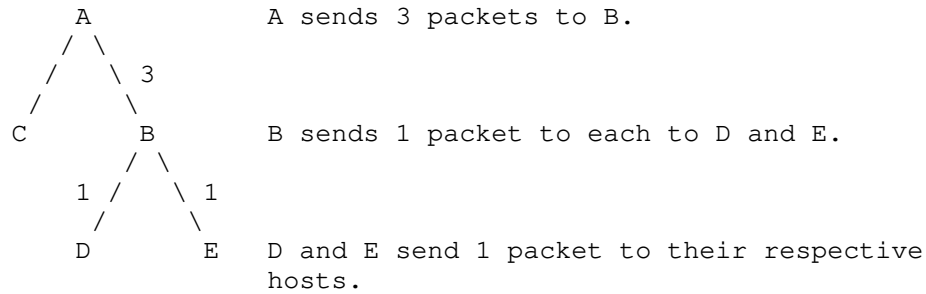 A A sends 3 packets to B.
3
C B B sends 1 packet to each to D and E.
1 1
D E D and E send 1 packet to their respective
hosts.